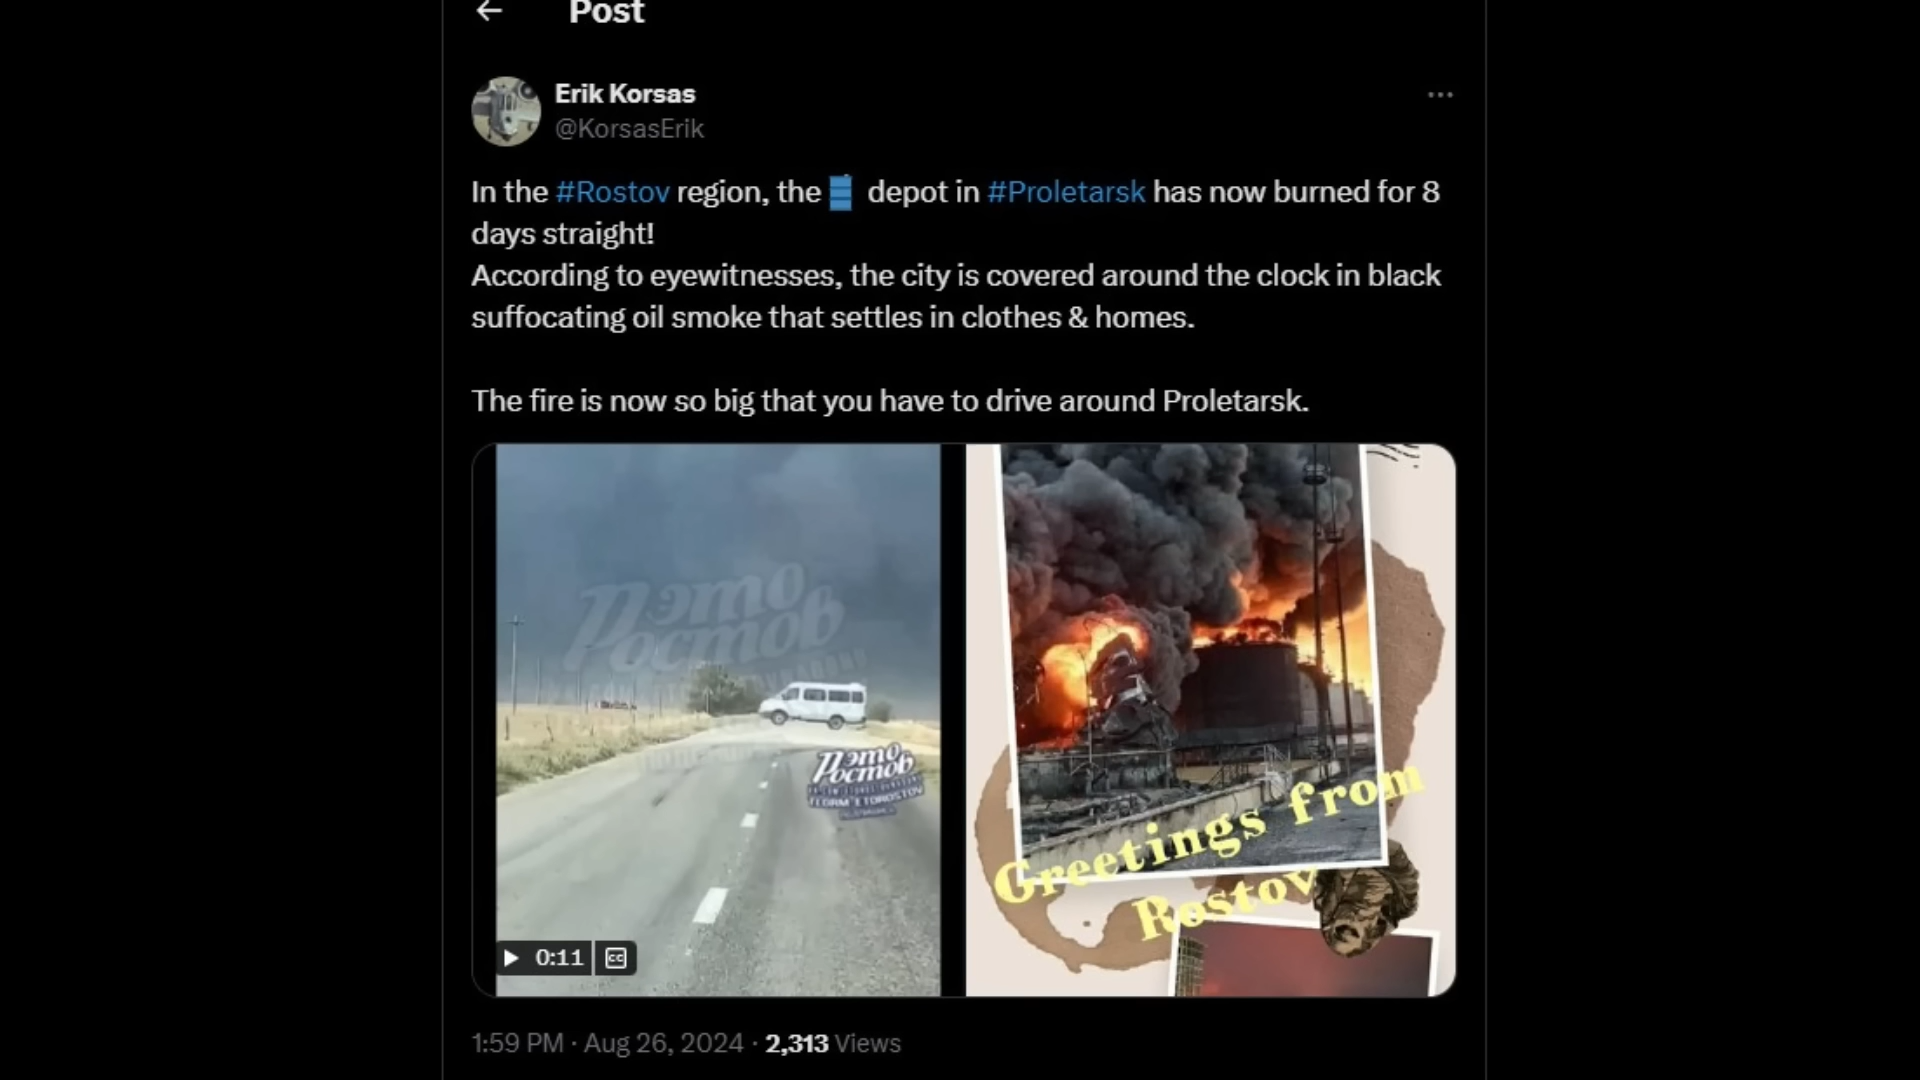 Post
Erik Korsas
@KorsasErik
In the #Rostov region, the 🛢 depot in #Proletarsk has now burned for 8
days straight!
According to eyewitnesses, the city is covered around the clock in black
suffocating oil smoke that settles in clothes & homes.
The fire is now so big that you have to drive around Proletarsk.
Это
Ростов
Это
Ростов
Greetings from
Rostov
0:11
CC
1:59 PM · Aug 26, 2024 · 2,313 Views